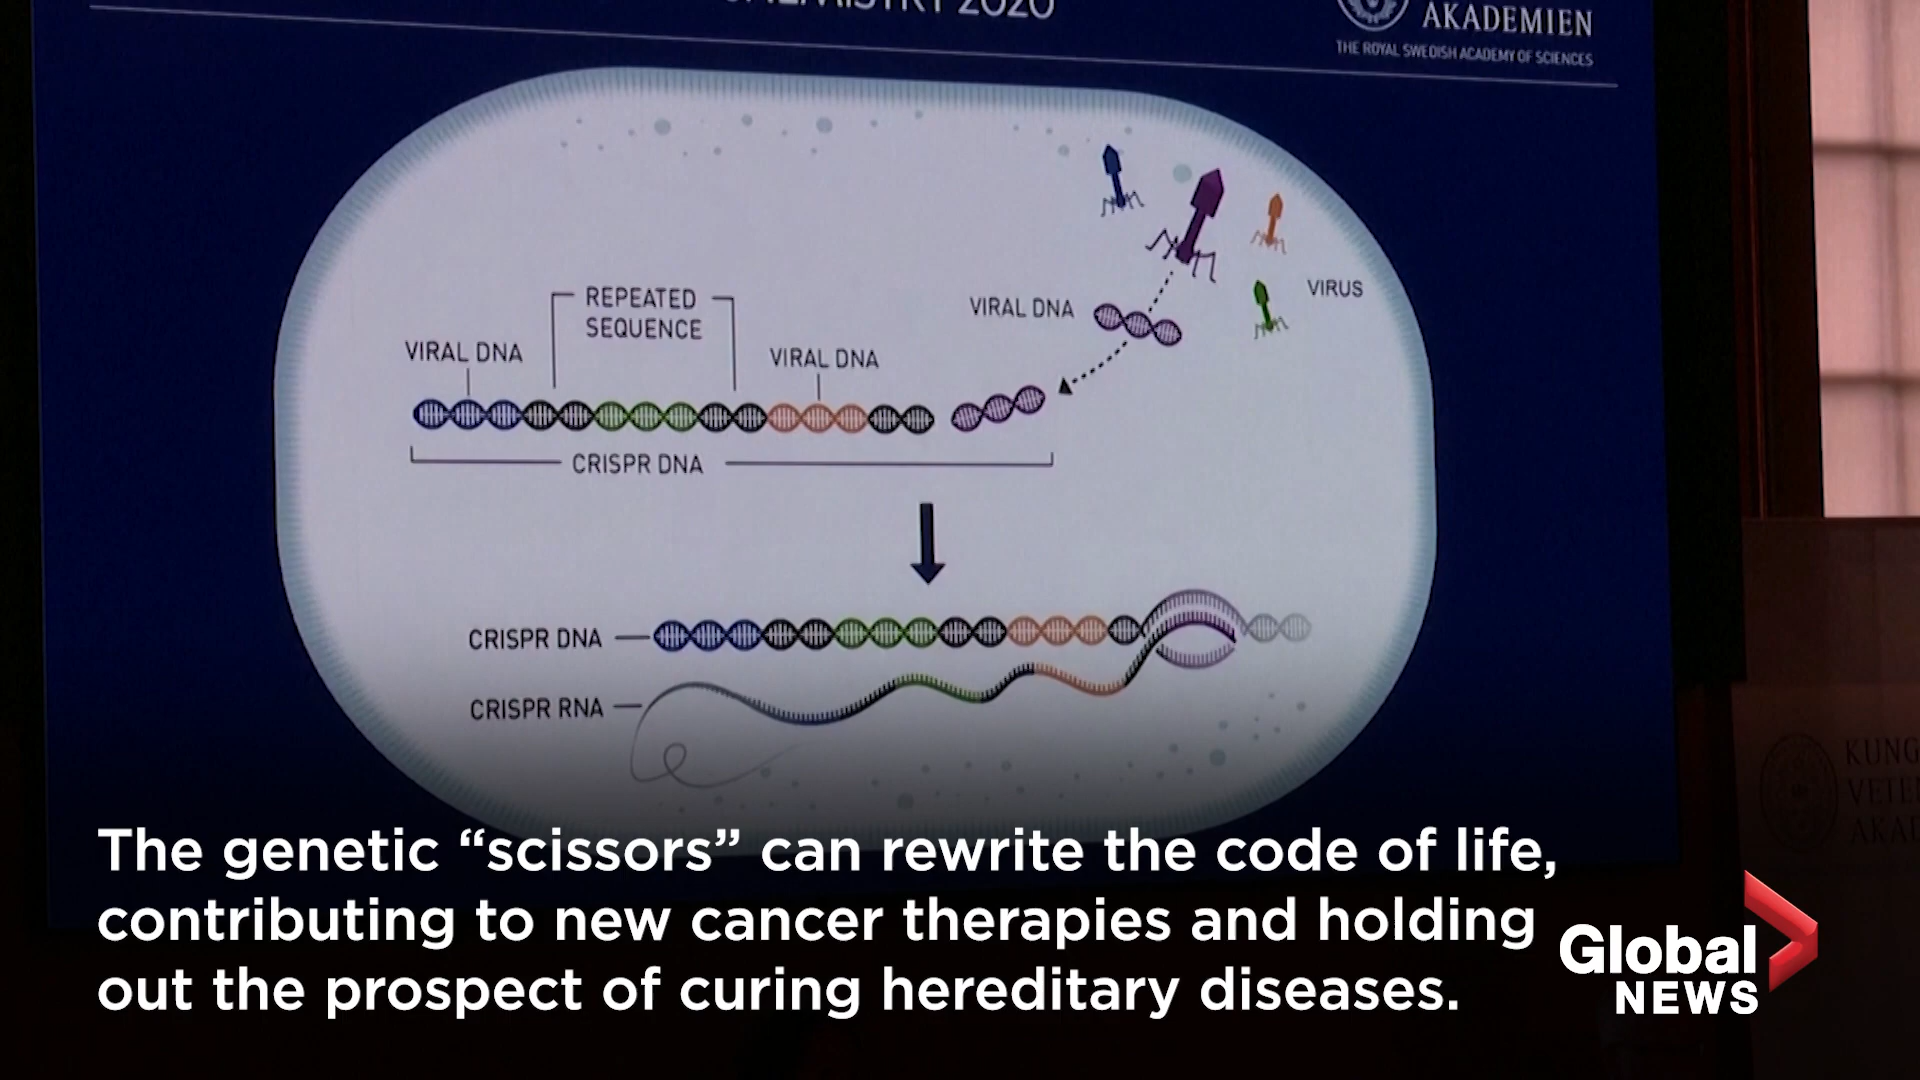 2020
AKADEMIEN
THE ROYAL SWEDISH ACADEMY OF SCIENCES
VIRUS
VIRAL DNA
REPEATED
SEQUENCE
VIRAL DNA
VIRAL DNA
CRISPR DNA
CRISPR DNA
CRISPR RNA
KUNG
The genetic “scissors” can rewrite the code of life,
contributing to new cancer therapies and holding
out the prospect of curing hereditary diseases.
Global
NEWS